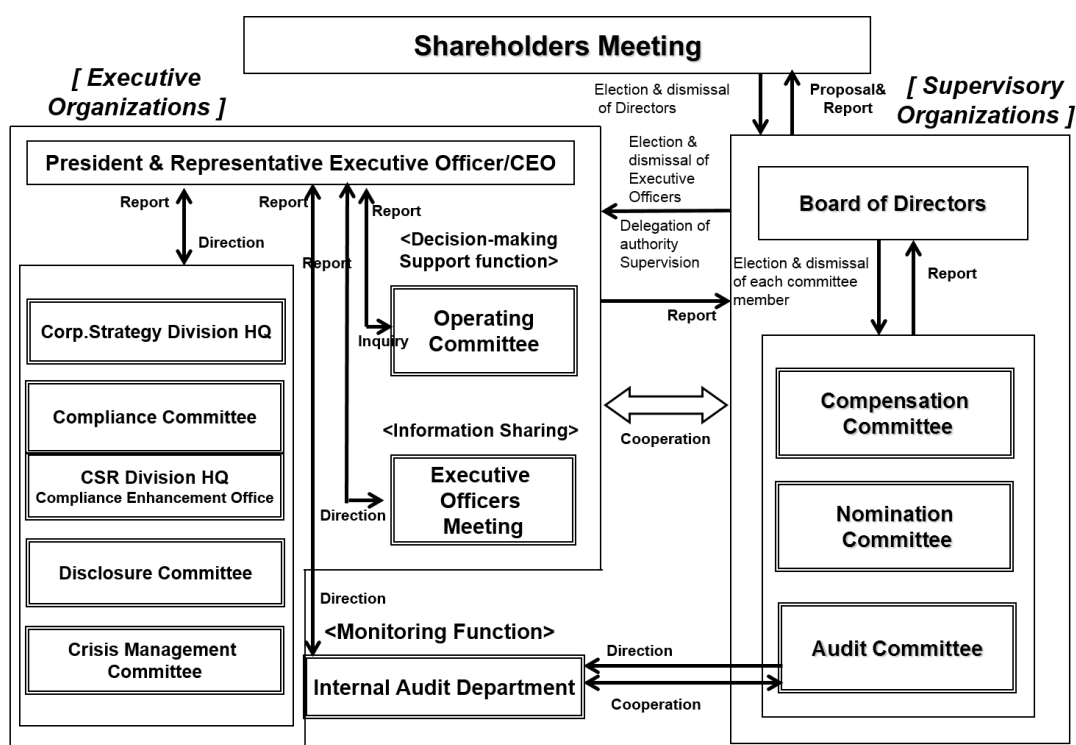 Shareholders Meeting
[ Executive
Organizations ]
[ Supervisory
Organizations ]
Election & dismissal
of Directors
Proposal&
Report
President & Representative Executive Officer/CEO
Election &
dismissal of
Executive
Officers
Delegation of
authority
Supervision
Board of Directors
Report
Direction
Report
Report
Report
<Decision-making
Support function>
Election & dismissal
of each committee
member
Report
Report
Corp.Strategy Division HQ
Operating
Committee
Inquiry
Compliance Committee
CSR Division HQ
Compliance Enhancement Office
Disclosure Committee
Crisis Management
Committee
<Information Sharing>
Executive
Officers
Meeting
Direction
Cooperation
Compensation
Committee
Nomination
Committee
Audit Committee
Direction
<Monitoring Function>
Internal Audit Department
Direction
Cooperation